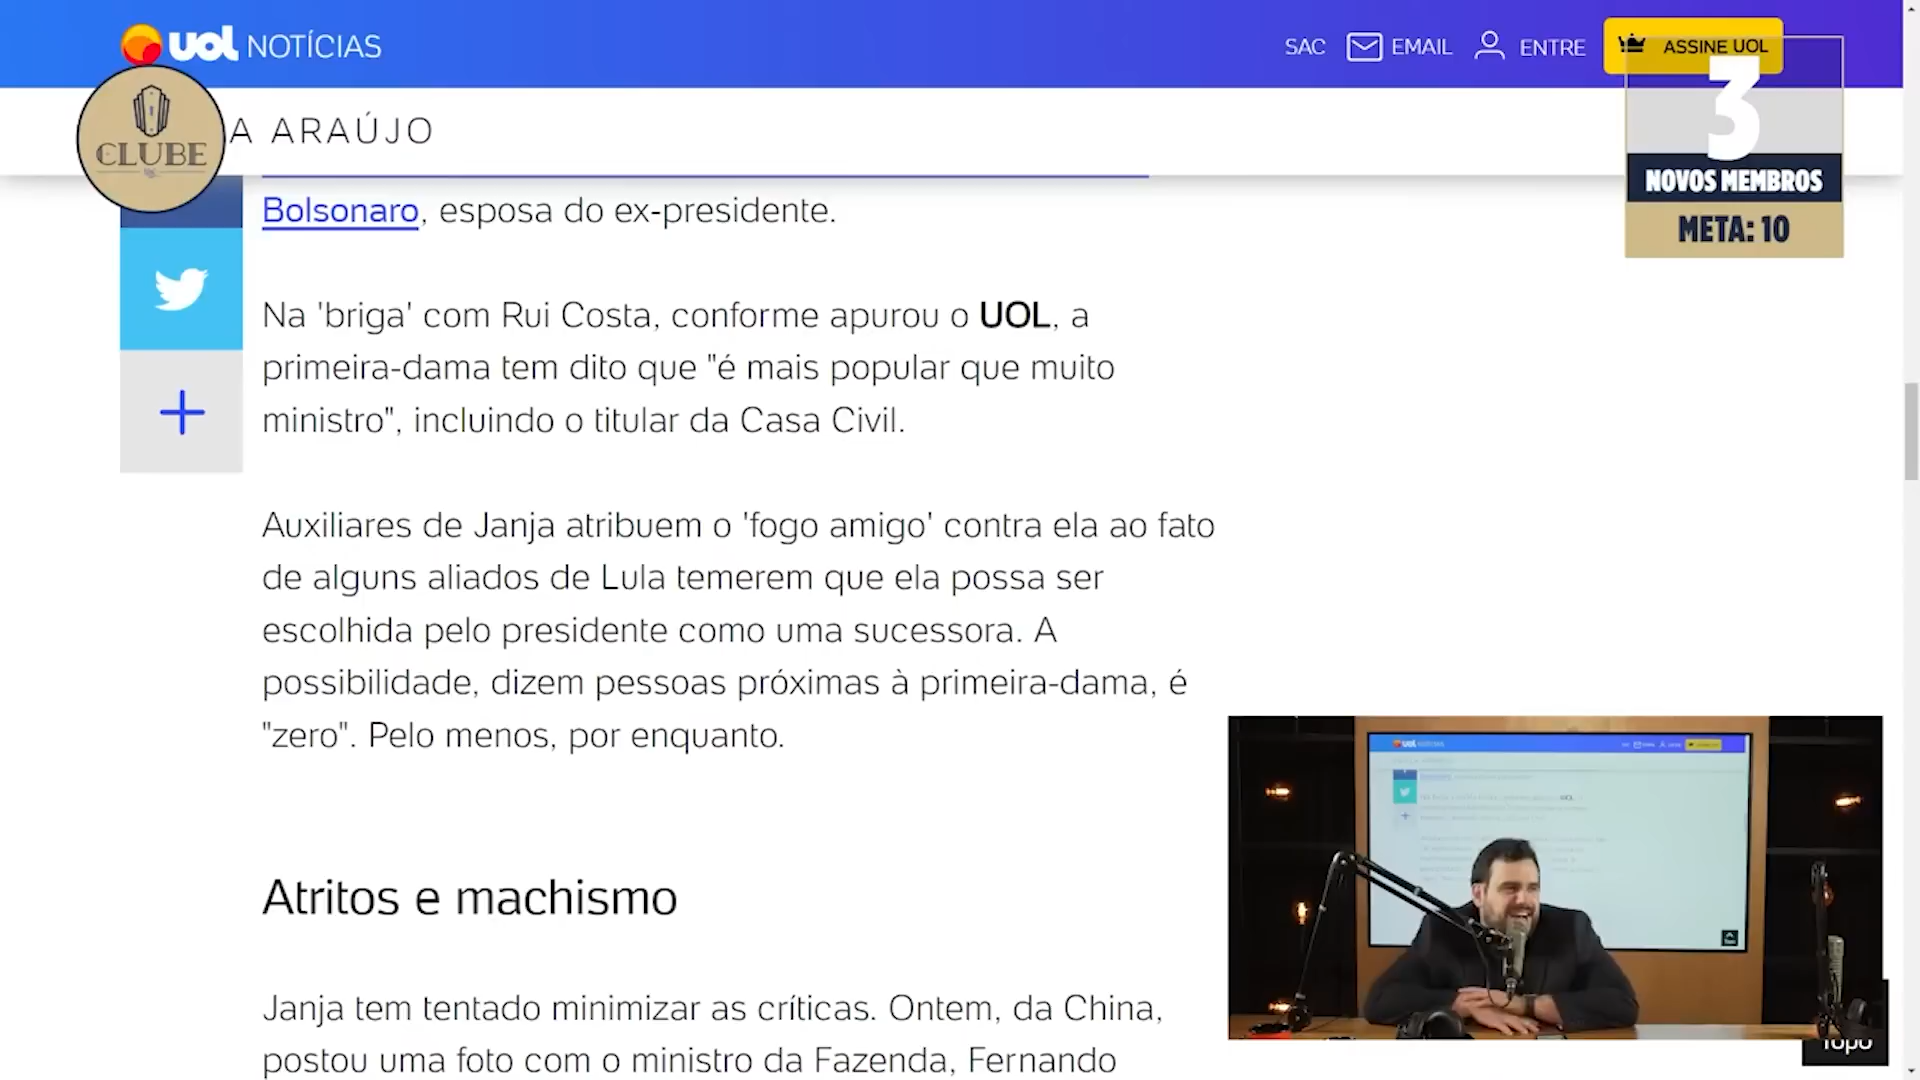 uol NOTÍCIAS
SAC
EMAIL
ENTRE
ASSINE UOL
CLUBE
A ARAÚJO
3
NOVOS MEMBROS
META: 10
Bolsonaro, esposa do ex-presidente.
Na 'briga' com Rui Costa, conforme apurou o UOL, a
primeira-dama tem dito que "é mais popular que muito
ministro", incluindo o titular da Casa Civil.
Auxiliares de Janja atribuem o 'fogo amigo' contra ela ao fato
de alguns aliados de Lula temerem que ela possa ser
escolhida pelo presidente como uma sucessora. A
possibilidade, dizem pessoas próximas à primeira-dama, é
"zero". Pelo menos, por enquanto.
Atritos e machismo
Janja tem tentado minimizar as críticas. Ontem, da China,
postou uma foto com o ministro da Fazenda, Fernando
Topo